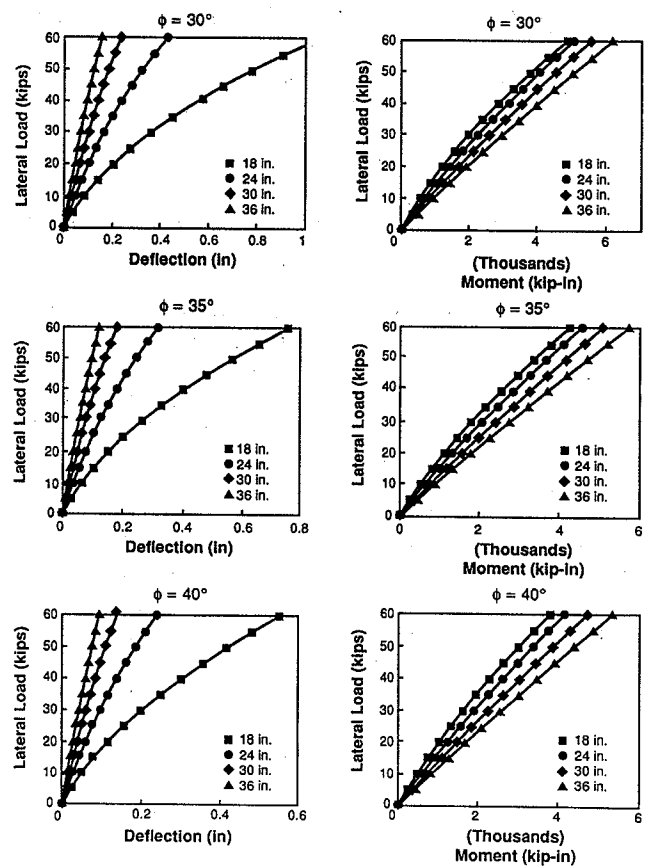 ϕ = 30°
60
50
40
30
20
10
0
Lateral Load (kips)
18 in.
24 in.
30 in.
36 in.
0 0.2 0.4 0.6 0.8 1
Deflection (in)
60
50
40
30
20
10
0
Lateral Load (kips)
ϕ = 30°
18 in.
24 in.
30 in.
36 in.
0 2 4 6
(Thousands)
Moment (kip-in)
ϕ = 35°
60
50
40
30
20
10
0
Lateral Load (kips)
18 in.
24 in.
30 in.
36 in.
0 0.2 0.4 0.6 0.8
Deflection (in)
ϕ = 35°
60
50
40
30
20
10
0
Lateral Load (kips)
18 in.
24 in.
30 in.
36 in.
0 2 4 6
(Thousands)
Moment (kip-in)
ϕ = 40°
60
50
40
30
20
10
0
Lateral Load (kips)
18 in.
24 in.
30 in.
36 in.
0 0.2 0.4 0.6
Deflection (in)
ϕ = 40°
60
50
40
30
20
10
0
Lateral Load (kips)
18 in.
24 in.
30 in.
36 in.
0 2 4 6
(Thousands)
Moment (kip-in)